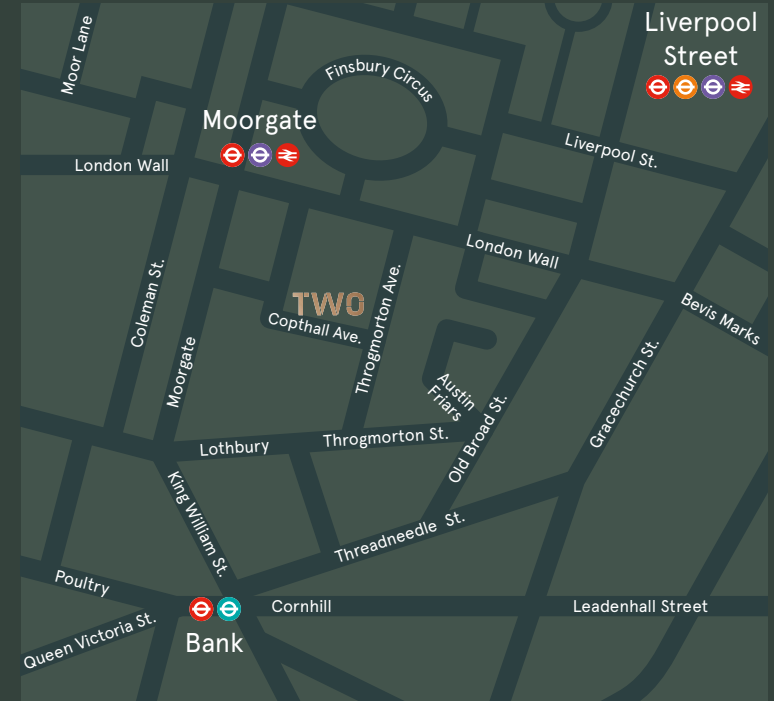 Liverpool
Street
Moor Lane
Finsbury Circus
Moorgate
Liverpool St.
London Wall
London Wall
Coleman St.
TWO
Throgmorton Ave.
Copthall Ave.
Bevis Marks
Moorgate
Gracechurch St.
Austin
Friars
Old Broad St.
Throgmorton St.
Lothbury
King William St.
Threadneedle St.
Poultry
Cornhill
Leadenhall Street
Queen Victoria St.
Bank